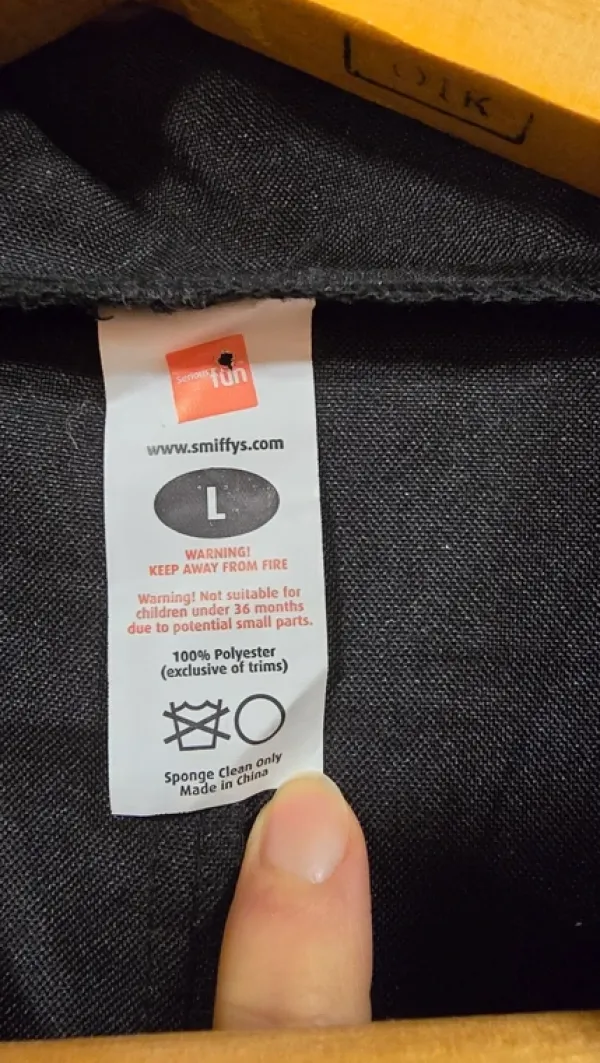 Serious
fun
www.smiffys.com
L
WARNING!
KEEP AWAY FROM FIRE
Warning! Not suitable for
children under 36 months
due to potential small parts.
100% Polyester
(exclusive of trims)
Sponge Clean Only
Made in China